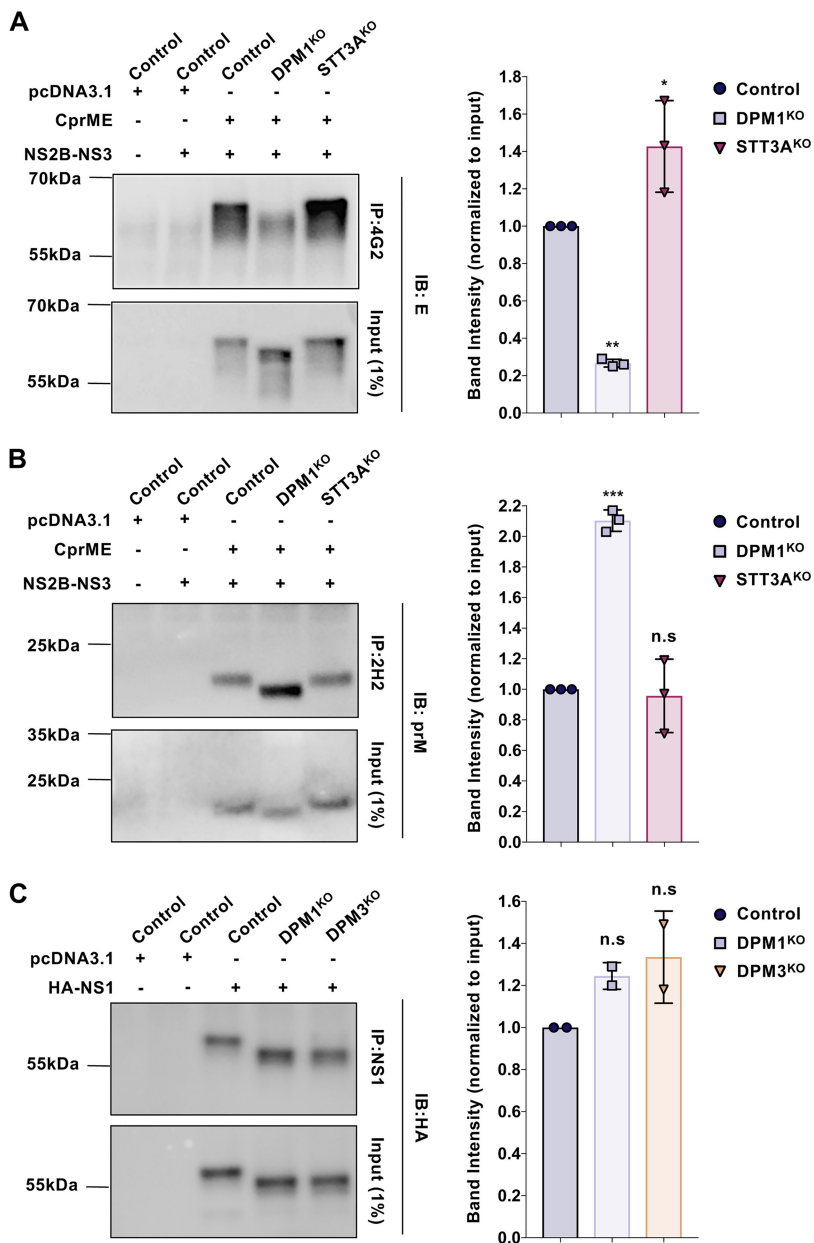 A
Control Control Control DPM1KO STT3AKO
pcDNA3.1 + + - - -
CprME - - + + +
NS2B-NS3 - + + + +
70kDa
55kDa
IP:4G2
70kDa
55kDa
Input (1%)
IB: E
Band Intensity (normalized to input)
1.8
1.6
1.4
1.2
1.0
0.8
0.6
0.4
0.2
0.0
**
*
Control
DPM1KO
STT3AKO
B
Control Control Control DPM1KO STT3AKO
pcDNA3.1 + + - - -
CprME - - + + +
NS2B-NS3 - + + + +
25kDa
IP:2H2
35kDa
25kDa
Input (1%)
IB: prM
Band Intensity (normalized to input)
2.2
2.0
1.8
1.6
1.4
1.2
1.0
0.8
0.6
0.4
0.2
0.0
***
n.s
Control
DPM1KO
STT3AKO
C
Control Control Control DPM1KO DPM3KO
pcDNA3.1 + + - - -
HA-NS1 - - + + +
55kDa
IP:NS1
55kDa
Input (1%)
IB:HA
Band Intensity (normalized to input)
1.6
1.4
1.2
1.0
0.8
0.6
0.4
0.2
0.0
n.s
n.s
Control
DPM1KO
DPM3KO